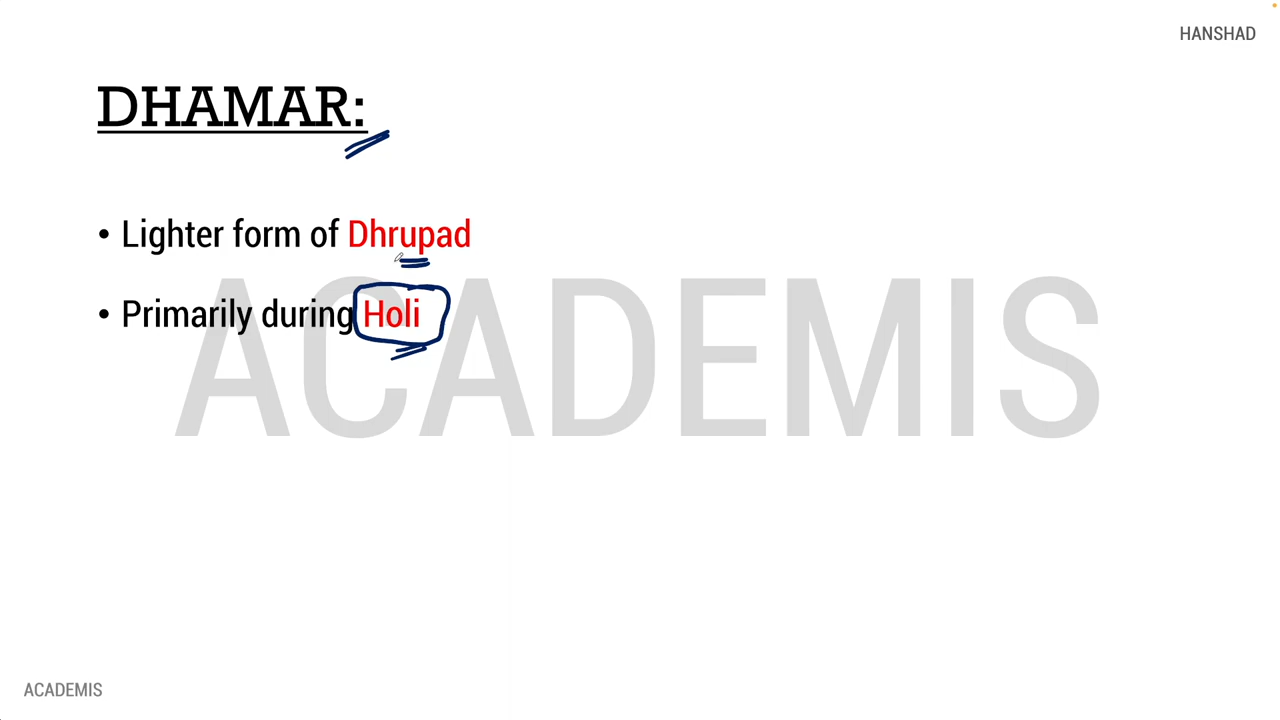 HANSHAD
DHAMAR:
• Lighter form of Dhrupad
• Primarily during Holi
ACADEMIS
ACADEMIS